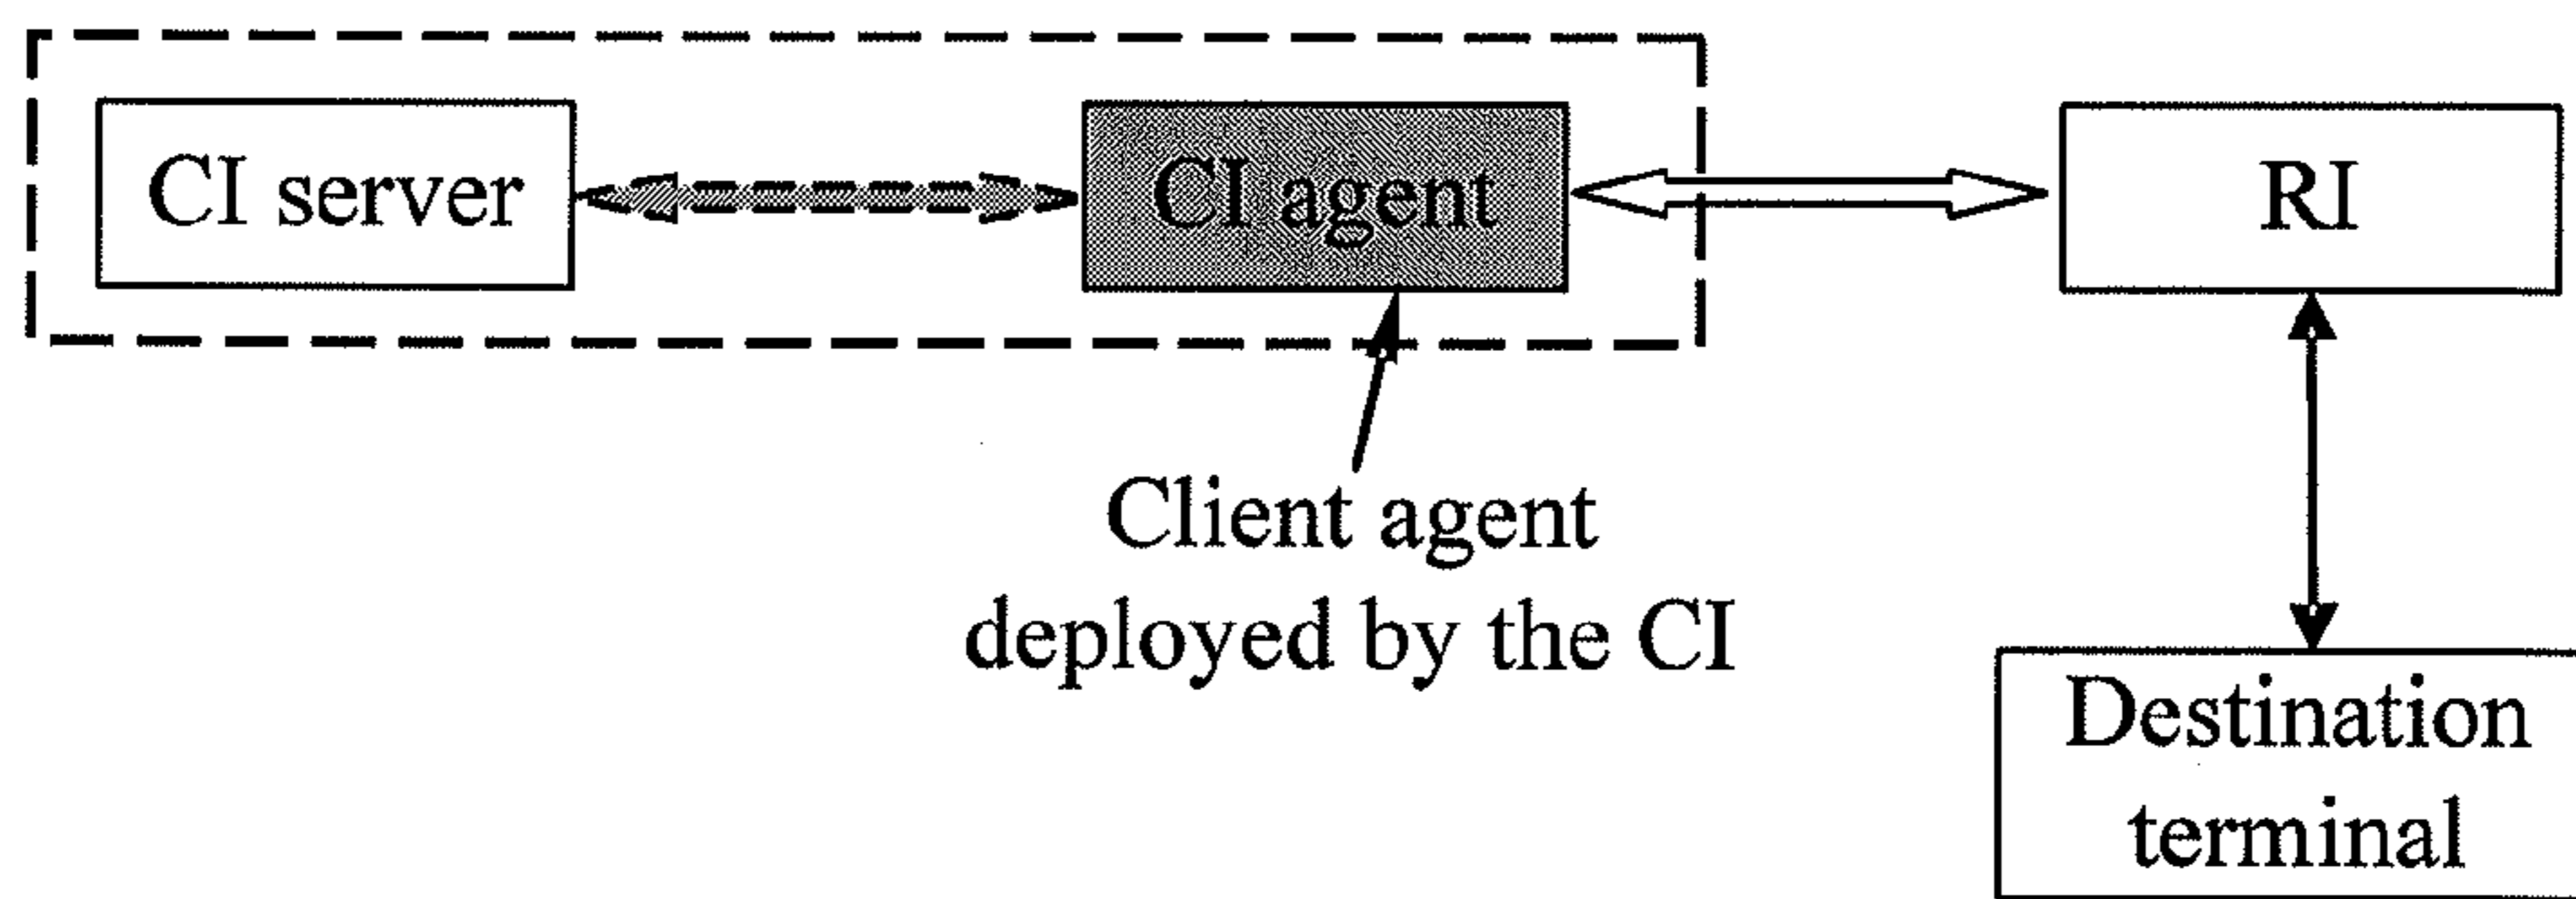 CI server
CI agent
RI
Client agent
deployed by the CI
Destination
terminal